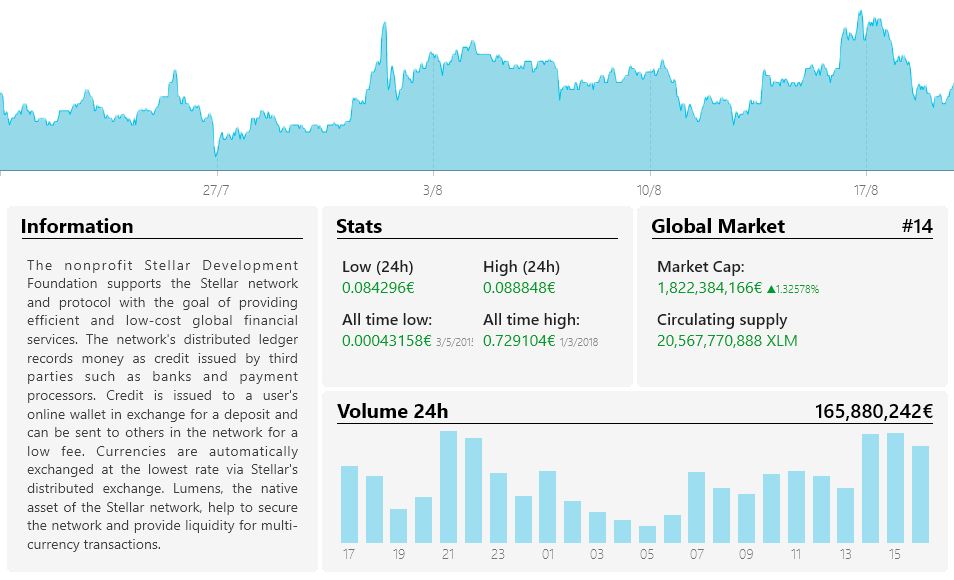 27/7 3/8 10/8 17/8
Information
The nonprofit Stellar Development
Foundation supports the Stellar network
and protocol with the goal of providing
efficient and low-cost global financial
services. The network's distributed ledger
records money as credit issued by third
parties such as banks and payment
processors. Credit is issued to a user's
online wallet in exchange for a deposit and
can be sent to others in the network for a
low fee. Currencies are automatically
exchanged at the lowest rate via Stellar's
distributed exchange. Lumens, the native
asset of the Stellar network, help to secure
the network and provide liquidity for multi-
currency transactions.
Stats
Low (24h) High (24h)
0.084296€ 0.088848€
All time low: All time high:
0.00043158€ 3/5/201 0.729104€ 1/3/2018
Global Market #14
Market Cap:
1,822,384,166€ ▲1.32578%
Circulating supply
20,567,770,888 XLM
Volume 24h 165,880,242€
17 19 21 23 01 03 05 07 09 11 13 15